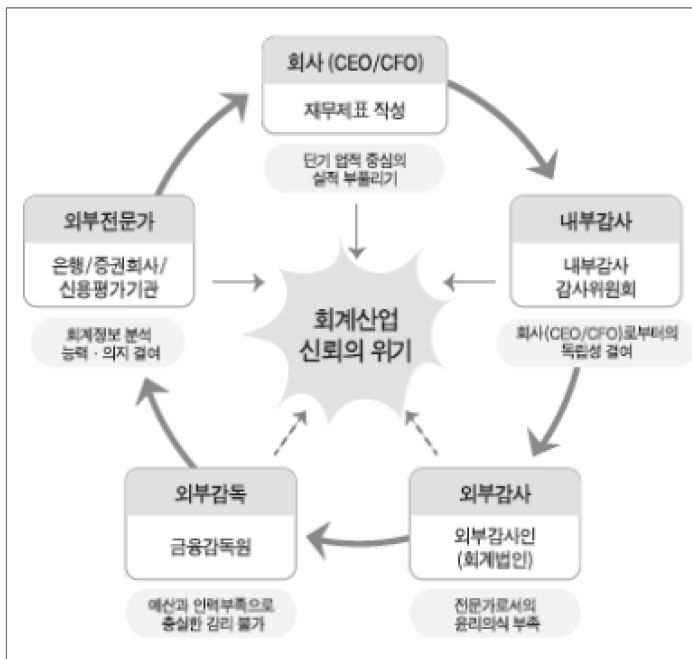 회사 (CEO/CFO)
재무제표 작성
단기 업적 중심의
실적 부풀리기
외부전문가
은행/증권회사/
신용평가기관
회계정보 분석
능력 · 의지 결여
내부감사
내부감사
감사위원회
회사(CEO/CFO)로부터의
독립성 결여
회계산업
신뢰의 위기
외부감독
금융감독원
예산과 인력부족으로
충실한 감리 불가
외부감사
외부감사인
(회계법인)
전문가로서의
윤리의식 부족